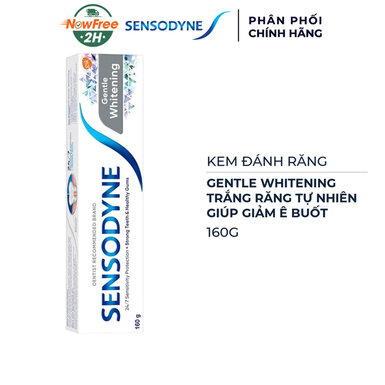 NowFree
2H
SENSODYNE
PHÂN PHỐI
CHÍNH HÃNG
Gentle
Whitening
SENSODYNE
DENTIST RECOMMENDED BRAND
24/7 Sensitivity Protection • Strong Teeth & Healthy Gums
160 g
KEM ĐÁNH RĂNG
GENTLE WHITENING
TRẮNG RĂNG TỰ NHIÊN
GIÚP GIẢM Ê BUỐT
160G